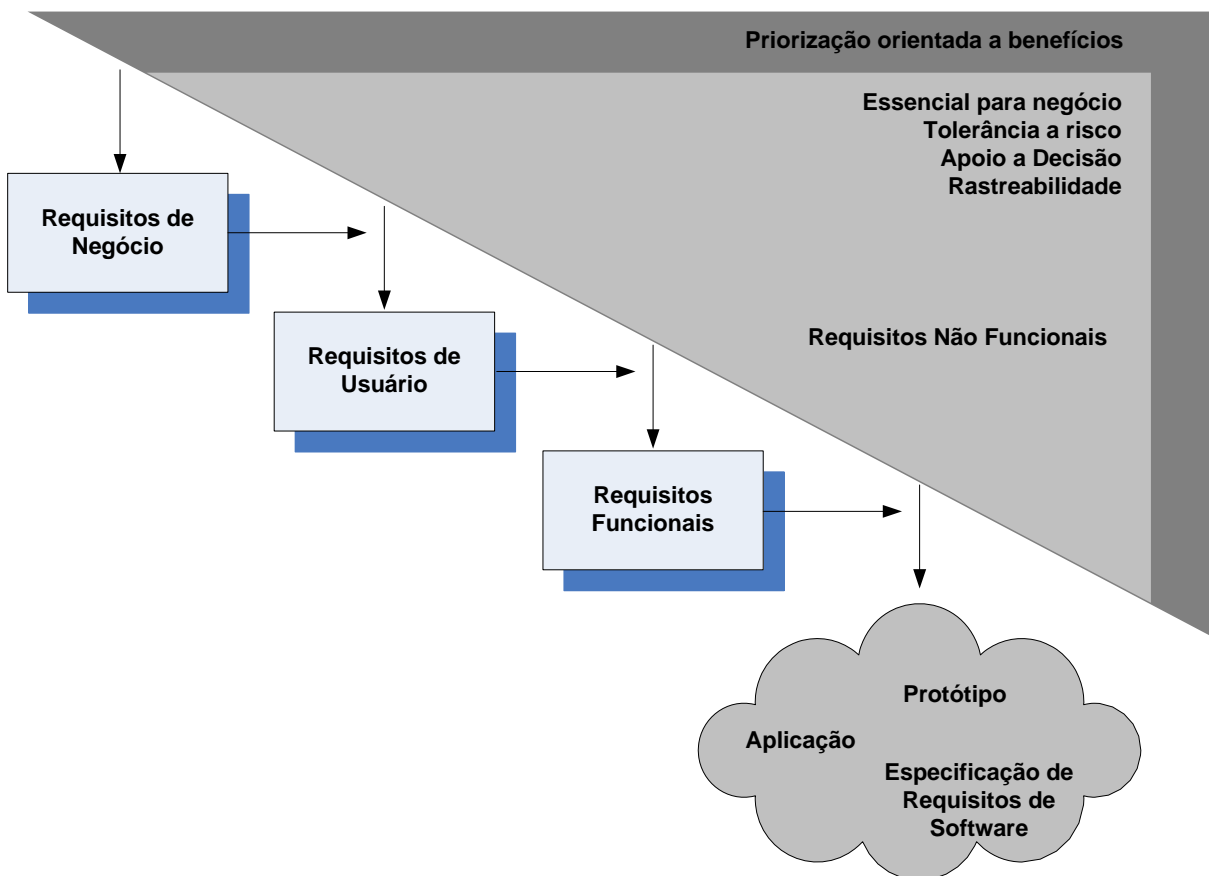 Priorização orientada a benefícios
Essencial para negócio
Tolerância a risco
Apoio a Decisão
Rastreabilidade
Requisitos de
Negócio
Requisitos de
Usuário
Requisitos Não Funcionais
Requisitos
Funcionais
Protótipo
Aplicação
Especificação de
Requisitos de
Software